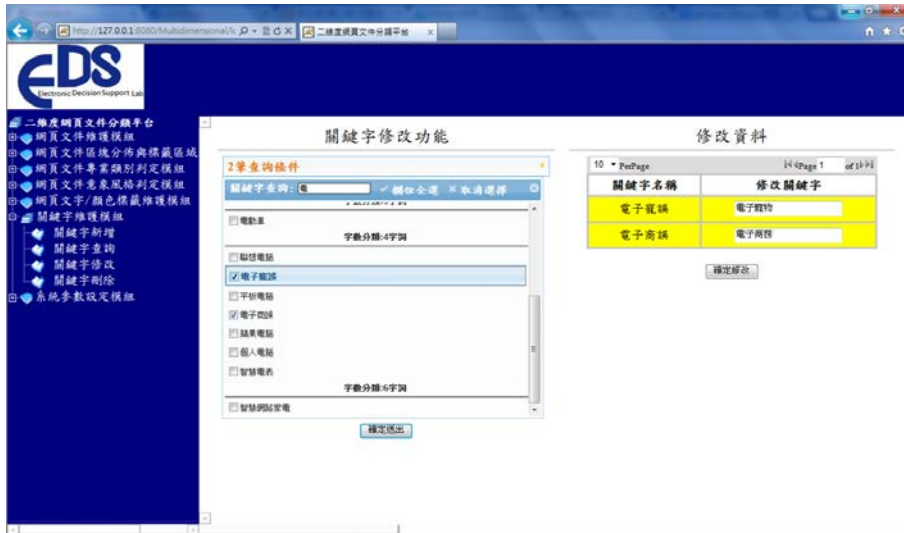 http://127.0.0.1:8080/Multidimensional/k
二維度網頁文件分類平台
EDS
Electronic Decision Support Lab
二維度網頁文件分類平台
網頁文件維護模組
網頁文件區塊分佈與標籤區域
網頁文件專業類別判定模組
網頁文件意象風格判定模組
網頁文字/顏色標籤維護模組
關鍵字維護模組
關鍵字新增
關鍵字查詢
關鍵字修改
關鍵字刪除
系統參數設定模組
關鍵字修改功能
2筆查詢條件
關鍵字查詢: 電 欄位全選 取消選擇
電動車
字數分類:4字詞
聯想電腦
電子寵誤
平板電腦
電子商誤
蘋果電腦
個人電腦
智慧電表
字數分類:6字詞
智慧網路家電
確定送出
修改資料
10 PerPage Page 1 of 1
關鍵字名稱 修改關鍵字
電子寵誤 電子寵物
電子商誤 電子商務
確定修改